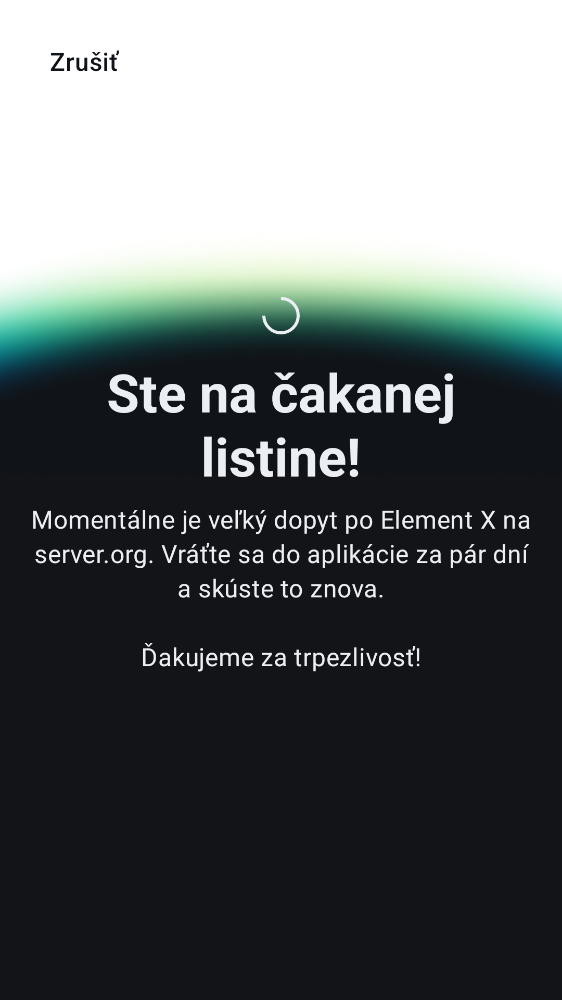 Zrušiť
Ste na čakanej
listine!
Momentálne je veľký dopyt po Element X na
server.org. Vráťte sa do aplikácie za pár dní
a skúste to znova.
Ďakujeme za trpezlivosť!